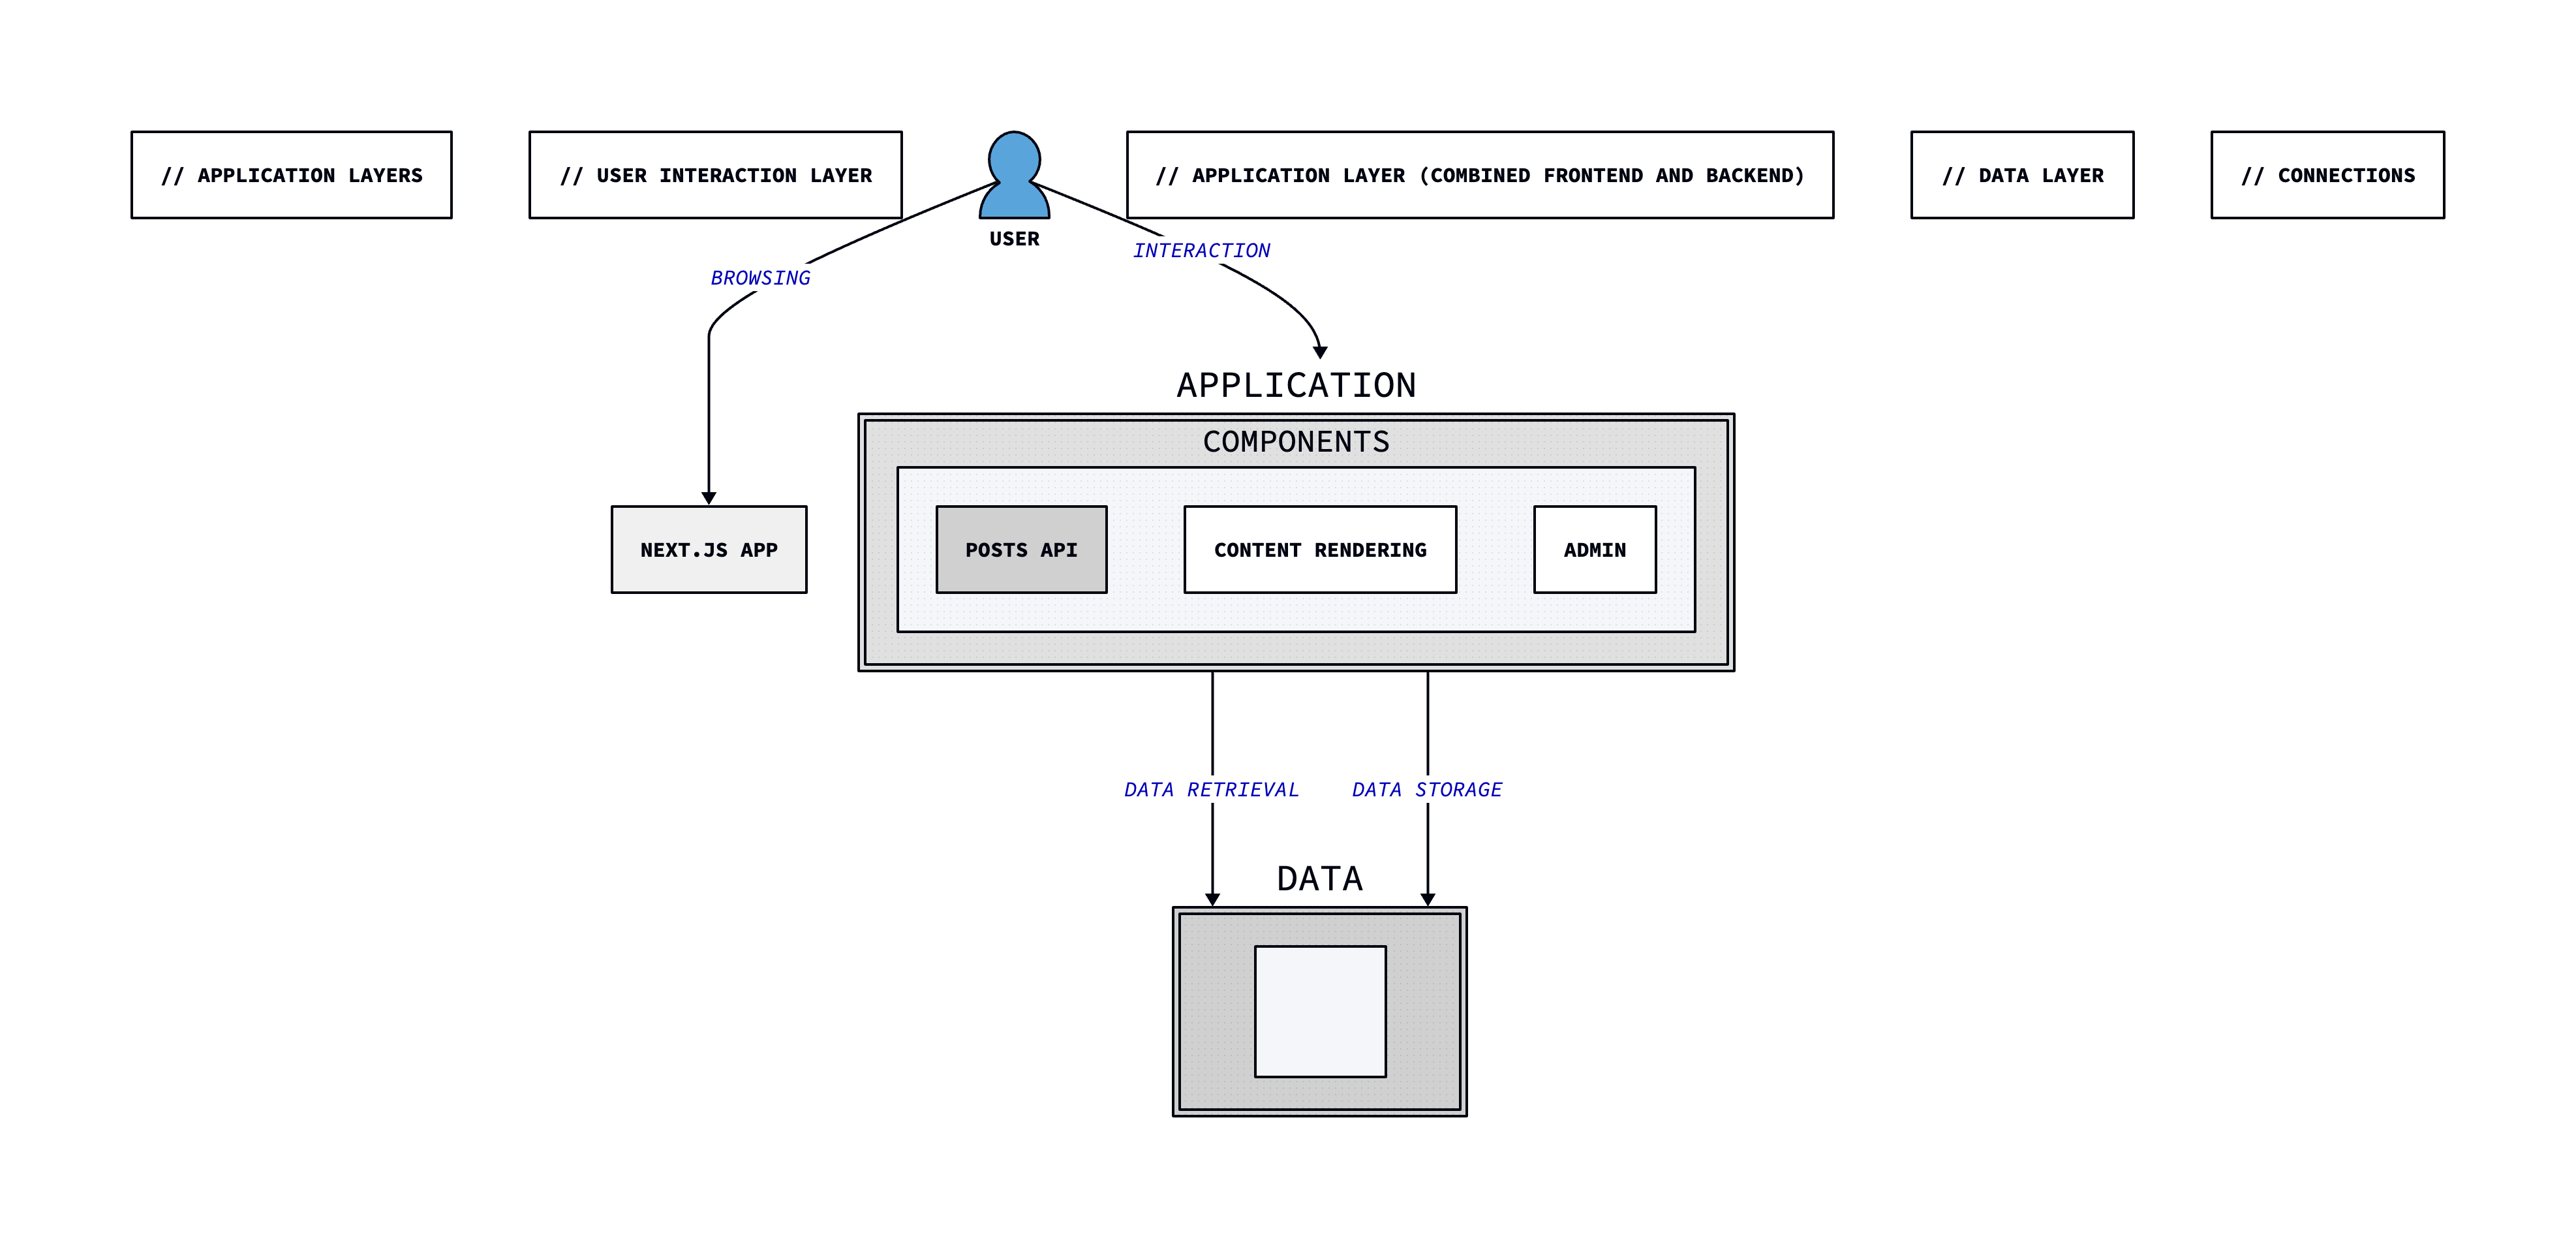 // APPLICATION LAYERS
// USER INTERACTION LAYER
USER
// APPLICATION LAYER (COMBINED FRONTEND AND BACKEND)
// DATA LAYER
// CONNECTIONS
BROWSING
INTERACTION
APPLICATION
COMPONENTS
NEXT.JS APP
POSTS API
CONTENT RENDERING
ADMIN
DATA RETRIEVAL
DATA STORAGE
DATA